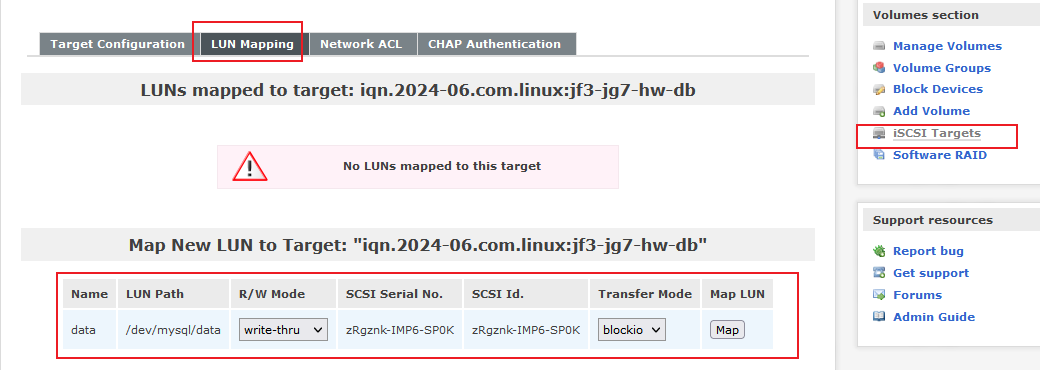 Target Configuration LUN Mapping Network ACL CHAP Authentication
LUNs mapped to target: iqn.2024-06.com.linux:jf3-jg7-hw-db
No LUNs mapped to this target
Map New LUN to Target: "iqn.2024-06.com.linux:jf3-jg7-hw-db"
Name LUN Path R/W Mode SCSI Serial No. SCSI Id. Transfer Mode Map LUN
data /dev/mysql/data write-thru zRgznk-IMP6-SP0K zRgznk-IMP6-SP0K blockio Map
Volumes section
Manage Volumes
Volume Groups
Block Devices
Add Volume
iSCSI Targets
Software RAID
Support resources
Report bug
Get support
Forums
Admin Guide